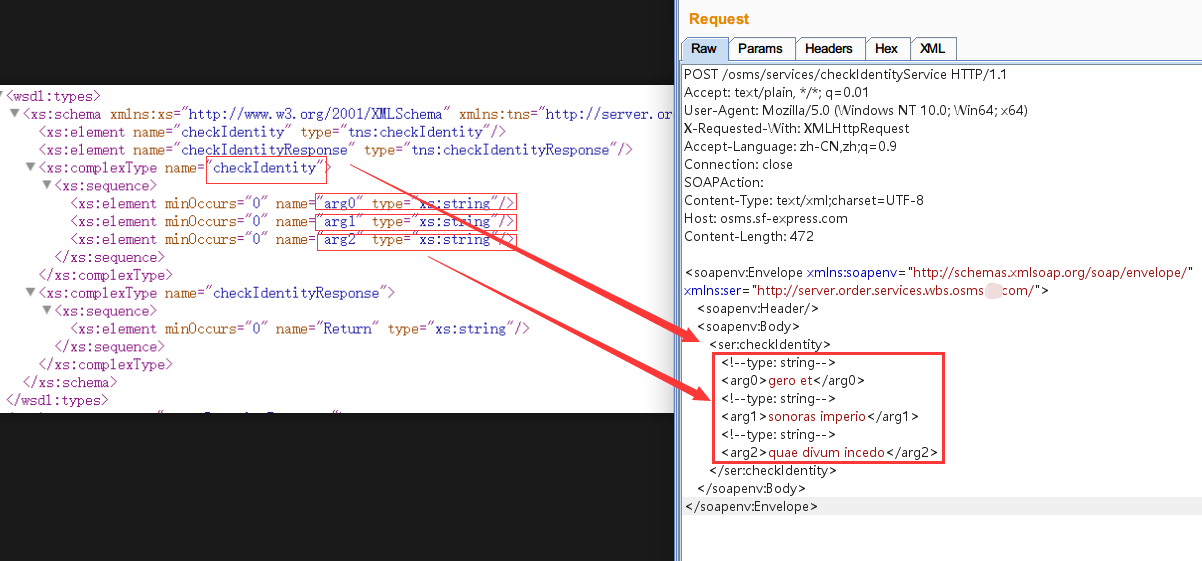 <wsdl:types>
▼<xs:schema xmlns:xs="http://www.w3.org/2001/XMLSchema" xmlns:tns="http://server.or
<xs:element name="checkIdentity" type="tns:checkIdentity"/>
<xs:element name="checkIdentityResponse" type="tns:checkIdentityResponse"/>
▼<xs:complexType name="checkIdentity">
▼<xs:sequence>
<xs:element minOccurs="0" name="arg0" type="xs:string"/>
<xs:element minOccurs="0" name="arg1" type="xs:string"/>
<xs:element minOccurs="0" name="arg2" type="xs:string"/>
</xs:sequence>
</xs:complexType>
▼<xs:complexType name="checkIdentityResponse">
▼<xs:sequence>
<xs:element minOccurs="0" name="Return" type="xs:string"/>
</xs:sequence>
</xs:complexType>
</xs:schema>
</wsdl:types>
Request
Raw Params Headers Hex XML
POST /osms/services/checkIdentityService HTTP/1.1
Accept: text/plain, */*; q=0.01
User-Agent: Mozilla/5.0 (Windows NT 10.0; Win64; x64)
X-Requested-With: XMLHttpRequest
Accept-Language: zh-CN,zh;q=0.9
Connection: close
SOAPAction:
Content-Type: text/xml;charset=UTF-8
Host: osms.sf-express.com
Content-Length: 472
<soapenv:Envelope xmlns:soapenv="http://schemas.xmlsoap.org/soap/envelope/"
xmlns:ser="http://server.order.services.wbs.osms com/">
<soapenv:Header/>
<soapenv:Body>
<ser:checkIdentity>
<!--type: string-->
<arg0>gero et</arg0>
<!--type: string-->
<arg1>sonoras imperio</arg1>
<!--type: string-->
<arg2>quae divum incedo</arg2>
</ser:checkIdentity>
</soapenv:Body>
</soapenv:Envelope>